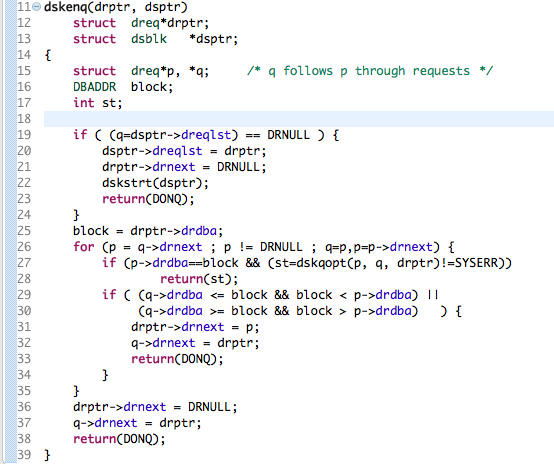 11 dskenq(drptr, dsptr)
12     struct  dreq*drptr;
13     struct  dsblk   *dsptr;
14 {
15     struct  dreq*p, *q;     /* q follows p through requests */
16     DBADDR  block;
17     int st;
18
19     if ( (q=dsptr->dreqlst) == DRNULL ) {
20         dsptr->dreqlst = drptr;
21         drptr->drnext = DRNULL;
22         dskstrt(dsptr);
23         return(DONQ);
24     }
25     block = drptr->drdba;
26     for (p = q->drnext ; p != DRNULL ; q=p,p=p->drnext) {
27         if (p->drdba==block && (st=dskqopt(p, q, drptr)!=SYSERR))
28                 return(st);
29         if ( (q->drdba <= block && block < p->drdba) ||
30              (q->drdba >= block && block > p->drdba)   ) {
31             drptr->drnext = p;
32             q->drnext = drptr;
33             return(DONQ);
34         }
35     }
36     drptr->drnext = DRNULL;
37     q->drnext = drptr;
38     return(DONQ);
39 }